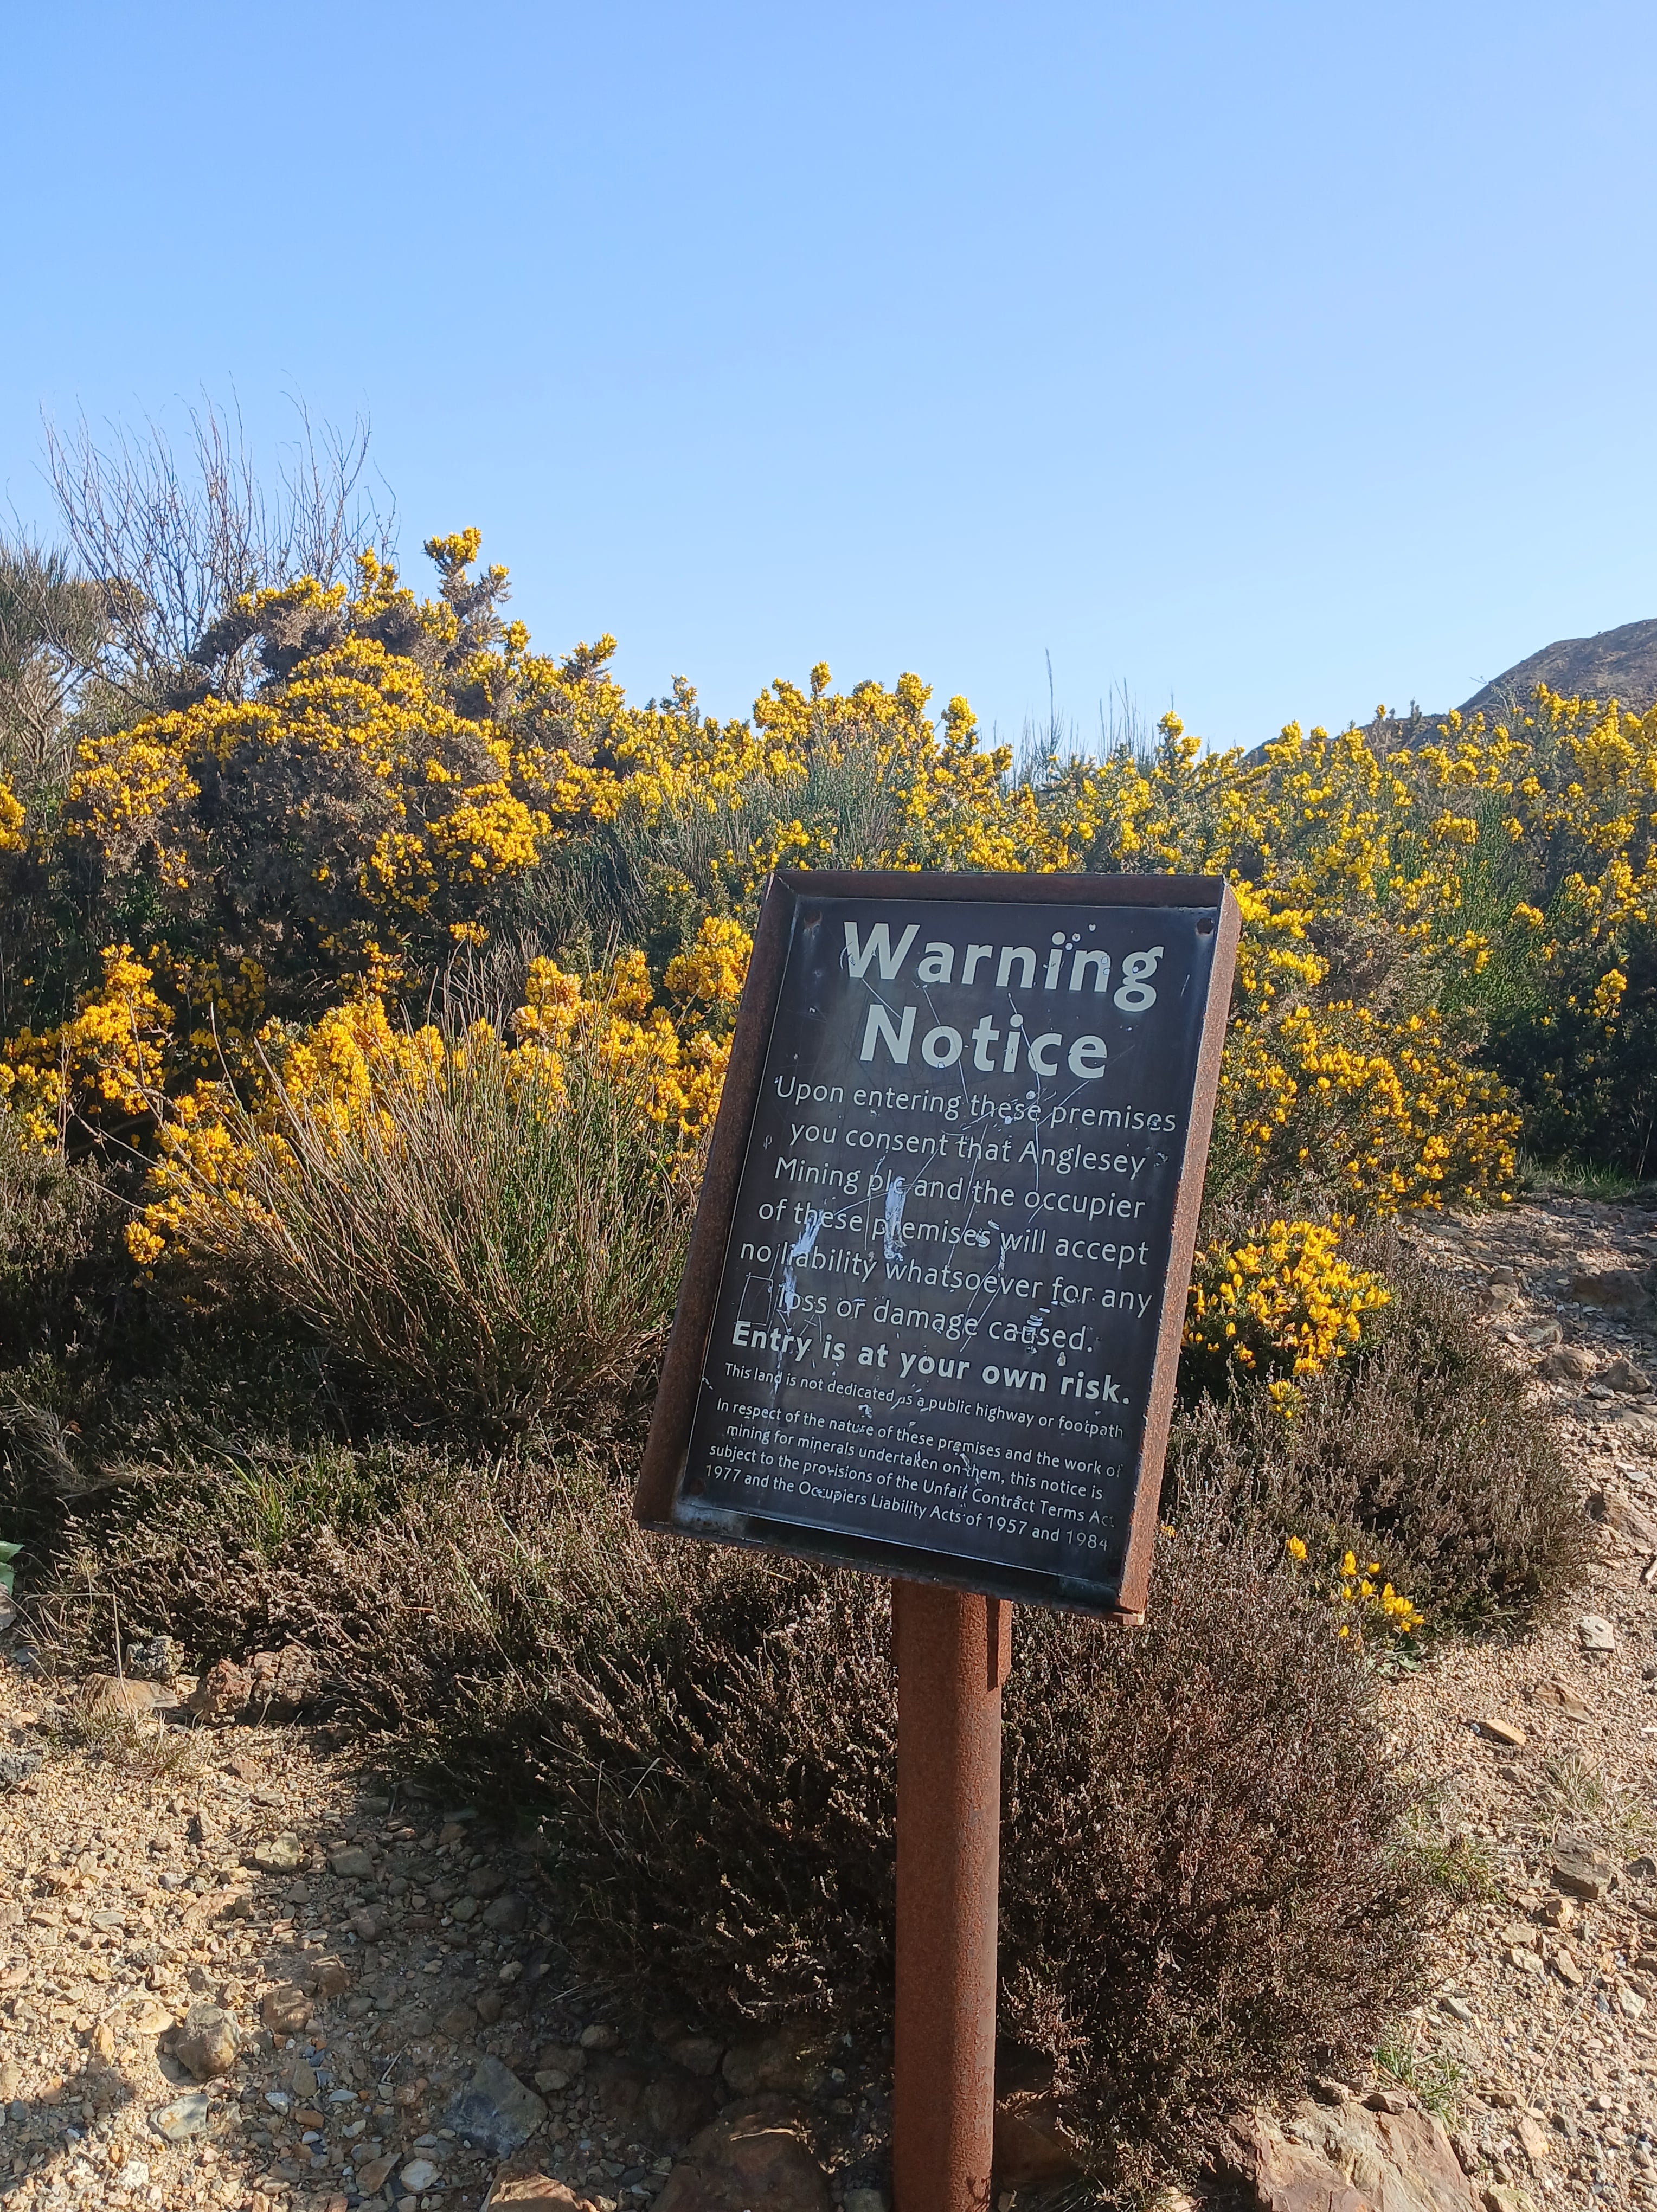 Warning
Notice
Upon entering these premises
you consent that Anglesey
Mining plc and the occupier
of these premises will accept
no liability whatsoever for any
loss or damage caused.
Entry is at your own risk.
This land is not dedicated as a public highway or footpath
In respect of the nature of these premises and the work of
mining for minerals undertaken on them, this notice is
subject to the provisions of the Unfair Contract Terms Act
1977 and the Occupiers Liability Acts of 1957 and 1984